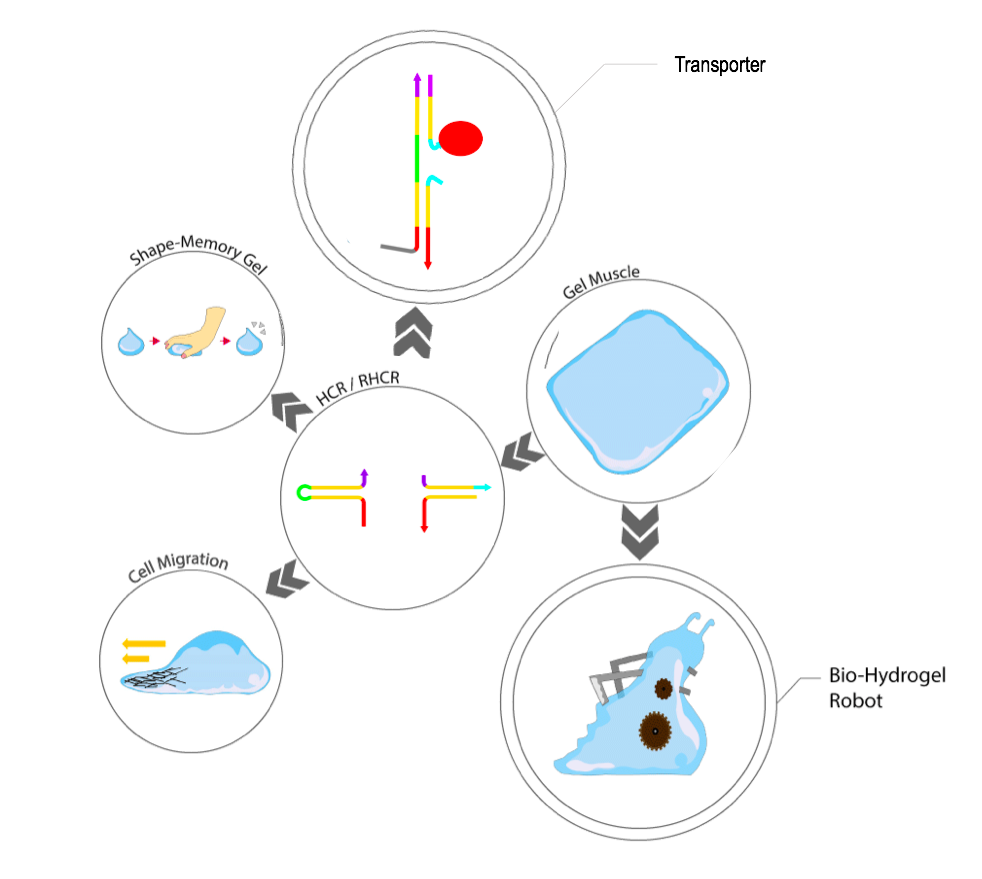 Transporter
Shape-Memory Gel
Gel Muscle
HCR / RHCR
Cell Migration
Bio-Hydrogel
Robot